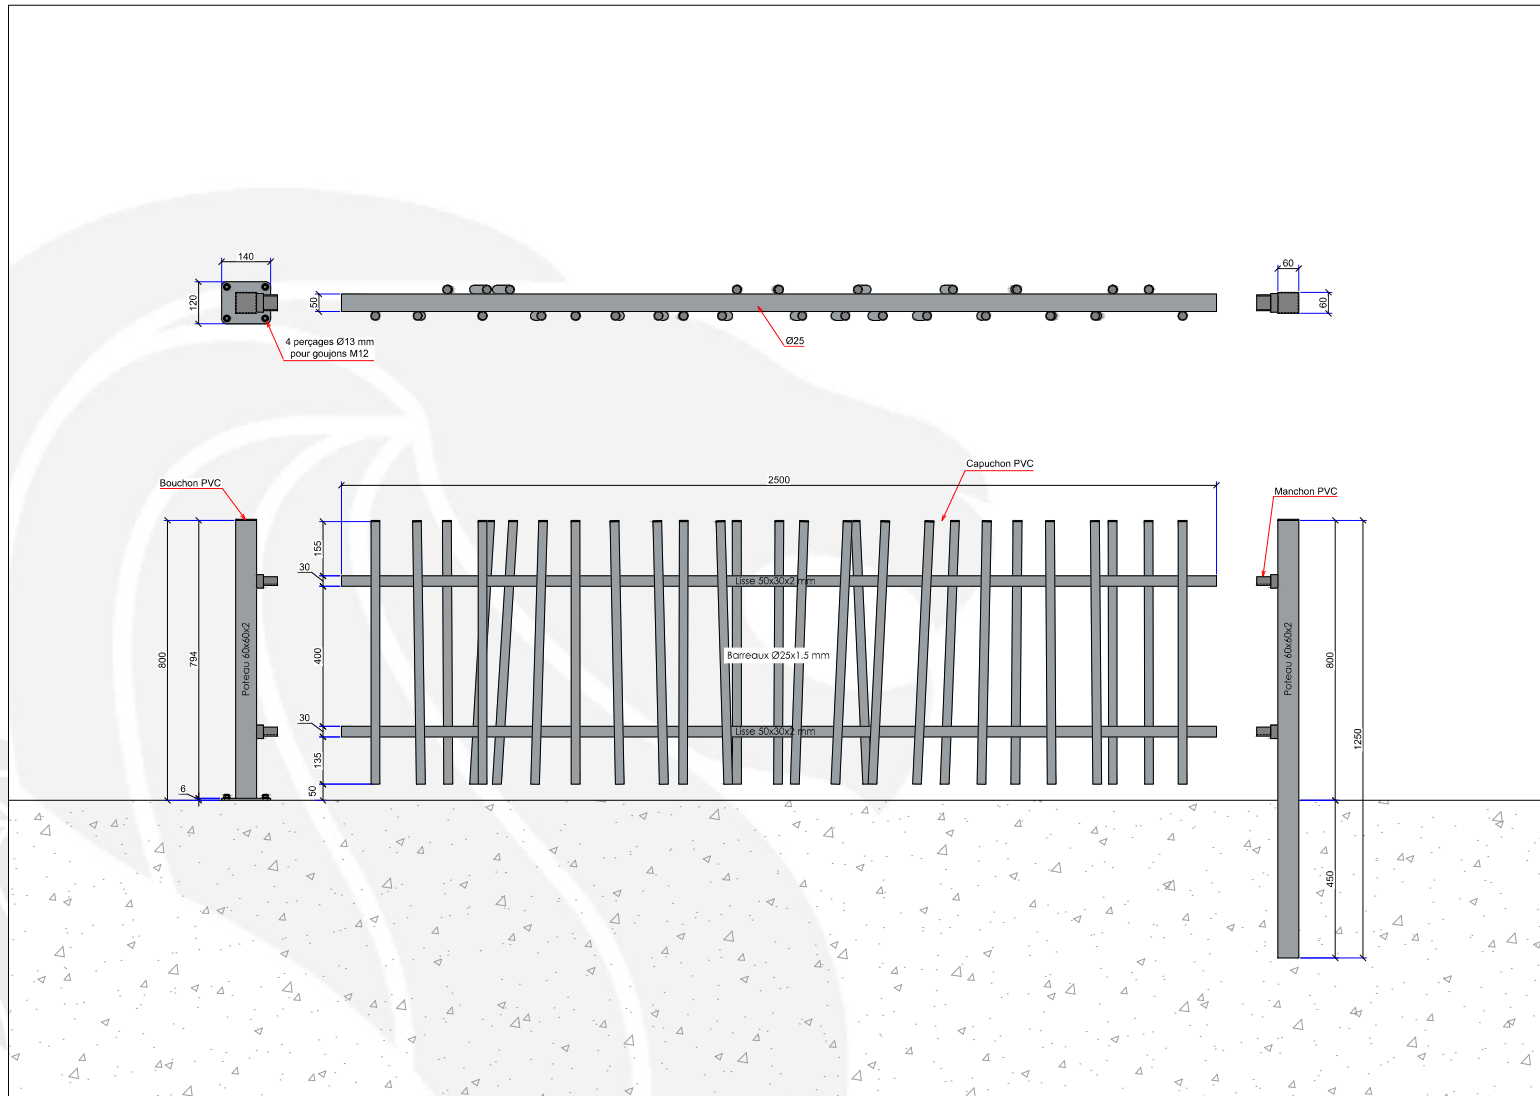 140
120
50
60
60
4 perçages Ø13 mm
pour goujons M12
Ø25
Capuchon PVC
Bouchon PVC
2500
Manchon PVC
155
30
Lisse 50x30x2 mm
800
794
Poteau 60x60x2
400
Barreaux Ø25x1.5 mm
Poteau 60x60x2
800
30
Lisse 50x30x2 mm
1250
135
6
50
450